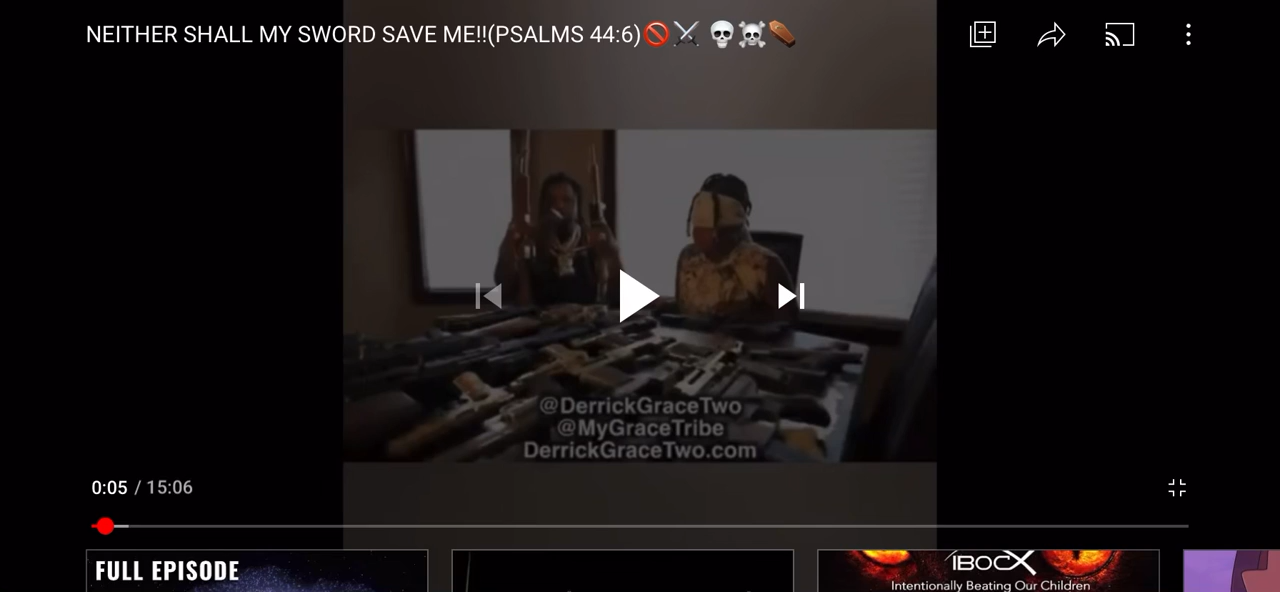 NEITHER SHALL MY SWORD SAVE ME!!(PSALMS 44:6)🚫⚔️ 💀☠️⚰️
@DerrickGraceTwo
@MyGraceTribe
DerrickGraceTwo.com
0:05 / 15:06
FULL EPISODE
IBOCX
Intentionally Beating Our Children